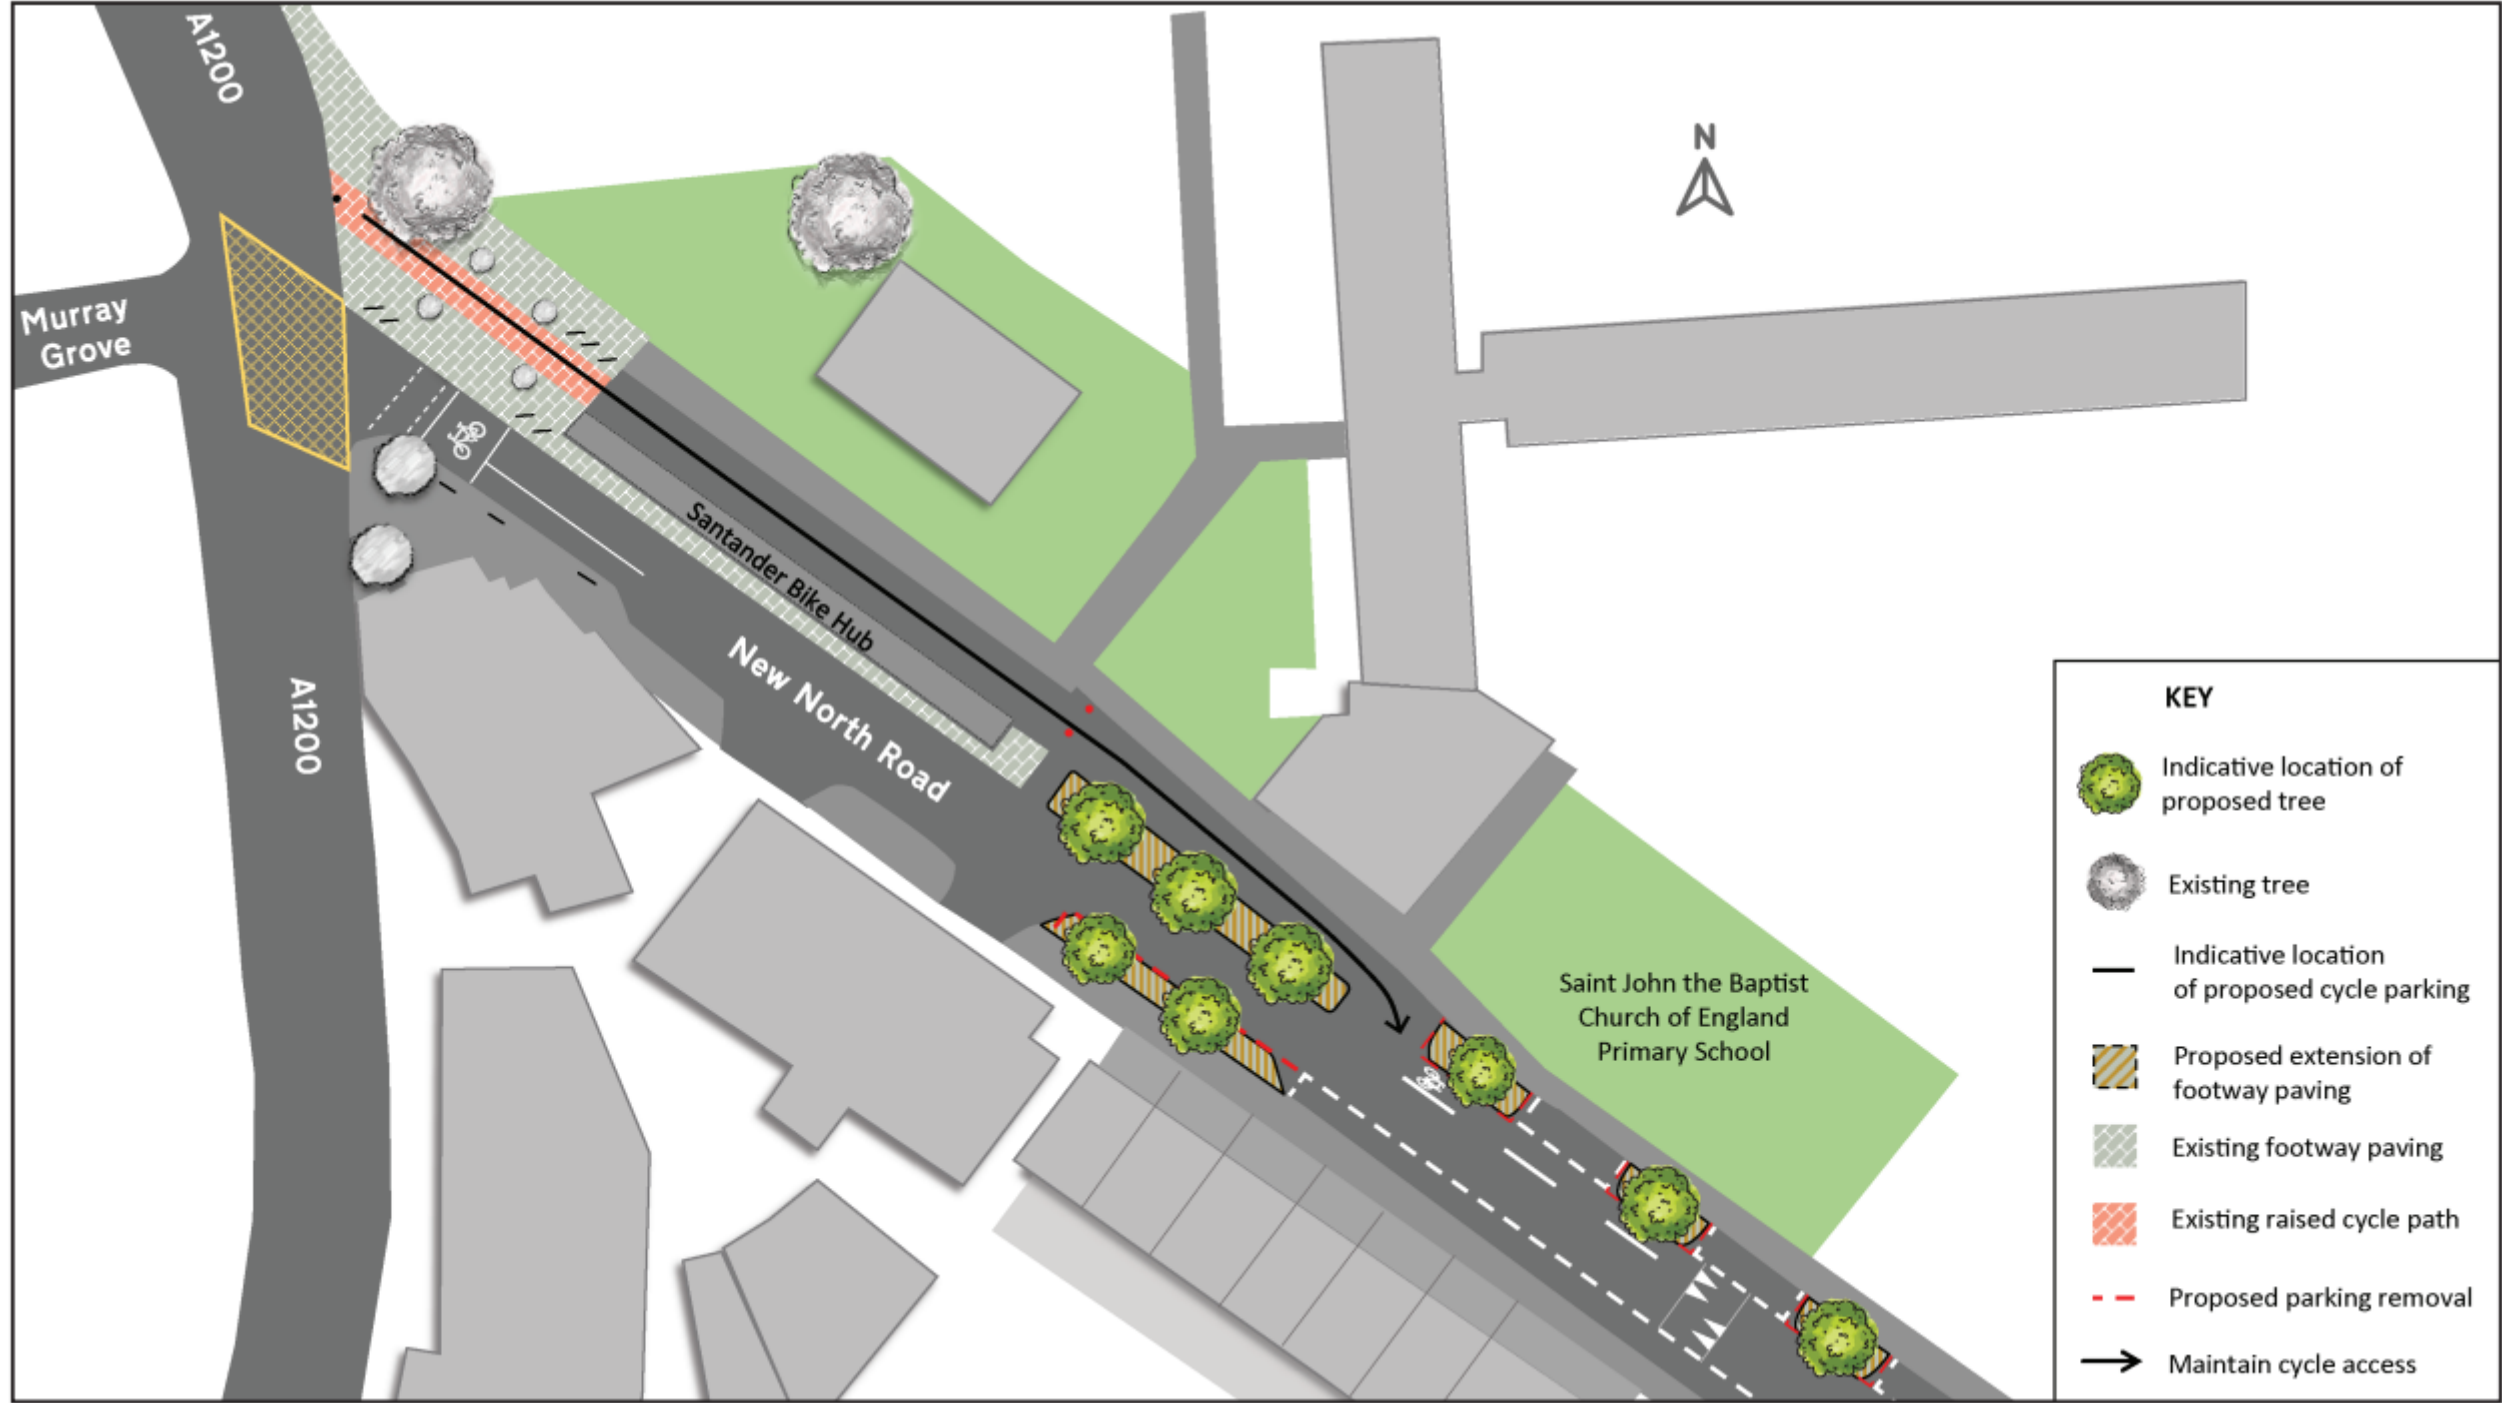 A1200
N
Murray
Grove
Santander Bike Hub
New North Road
A1200
Saint John the Baptist
Church of England
Primary School
KEY
Indicative location of
proposed tree
Existing tree
Indicative location
of proposed cycle parking
Proposed extension of
footway paving
Existing footway paving
Existing raised cycle path
Proposed parking removal
Maintain cycle access